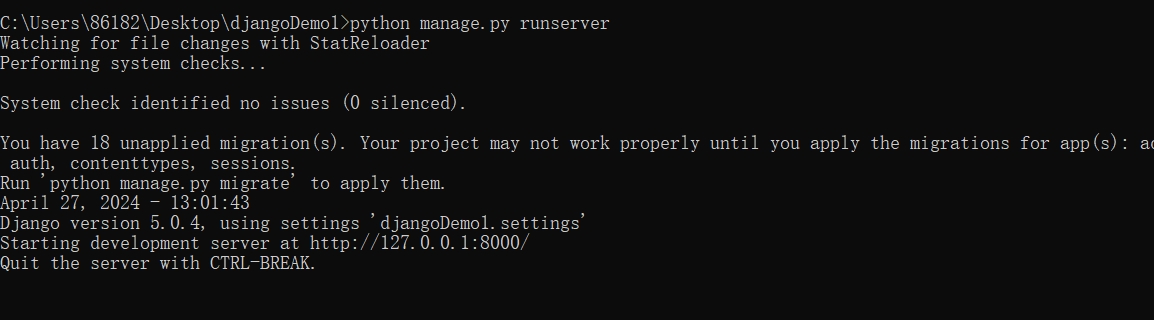 C:\Users\86182\Desktop\djangoDemo1>python manage.py runserver
Watching for file changes with StatReloader
Performing system checks...
System check identified no issues (0 silenced).
You have 18 unapplied migration(s). Your project may not work properly until you apply the migrations for app(s):
auth, contenttypes, sessions.
Run 'python manage.py migrate' to apply them.
April 27, 2024 - 13:01:43
Django version 5.0.4, using settings 'djangoDemo1.settings'
Starting development server at http://127.0.0.1:8000/
Quit the server with CTRL-BREAK.